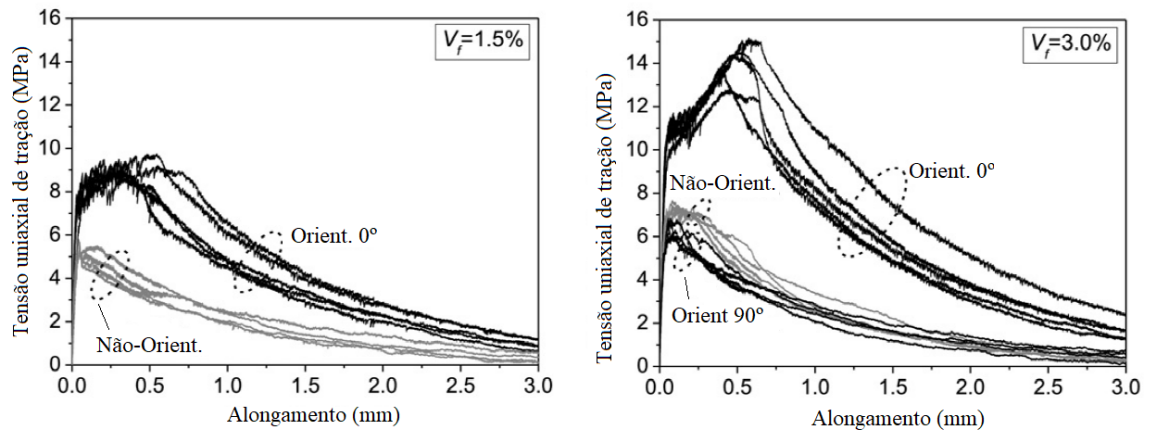 V_f=1.5%
Tensão uniaxial de tração (MPa)
16
14
12
10
8
6
4
2
0
Orient. 0º
Não-Orient.
0.0 0.5 1.0 1.5 2.0 2.5 3.0
Alongamento (mm)
V_f=3.0%
Tensão uniaxial de tração (MPa)
16
14
12
10
8
6
4
2
0
Não-Orient.
Orient. 0º
Orient 90º
0.0 0.5 1.0 1.5 2.0 2.5 3.0
Alongamento (mm)